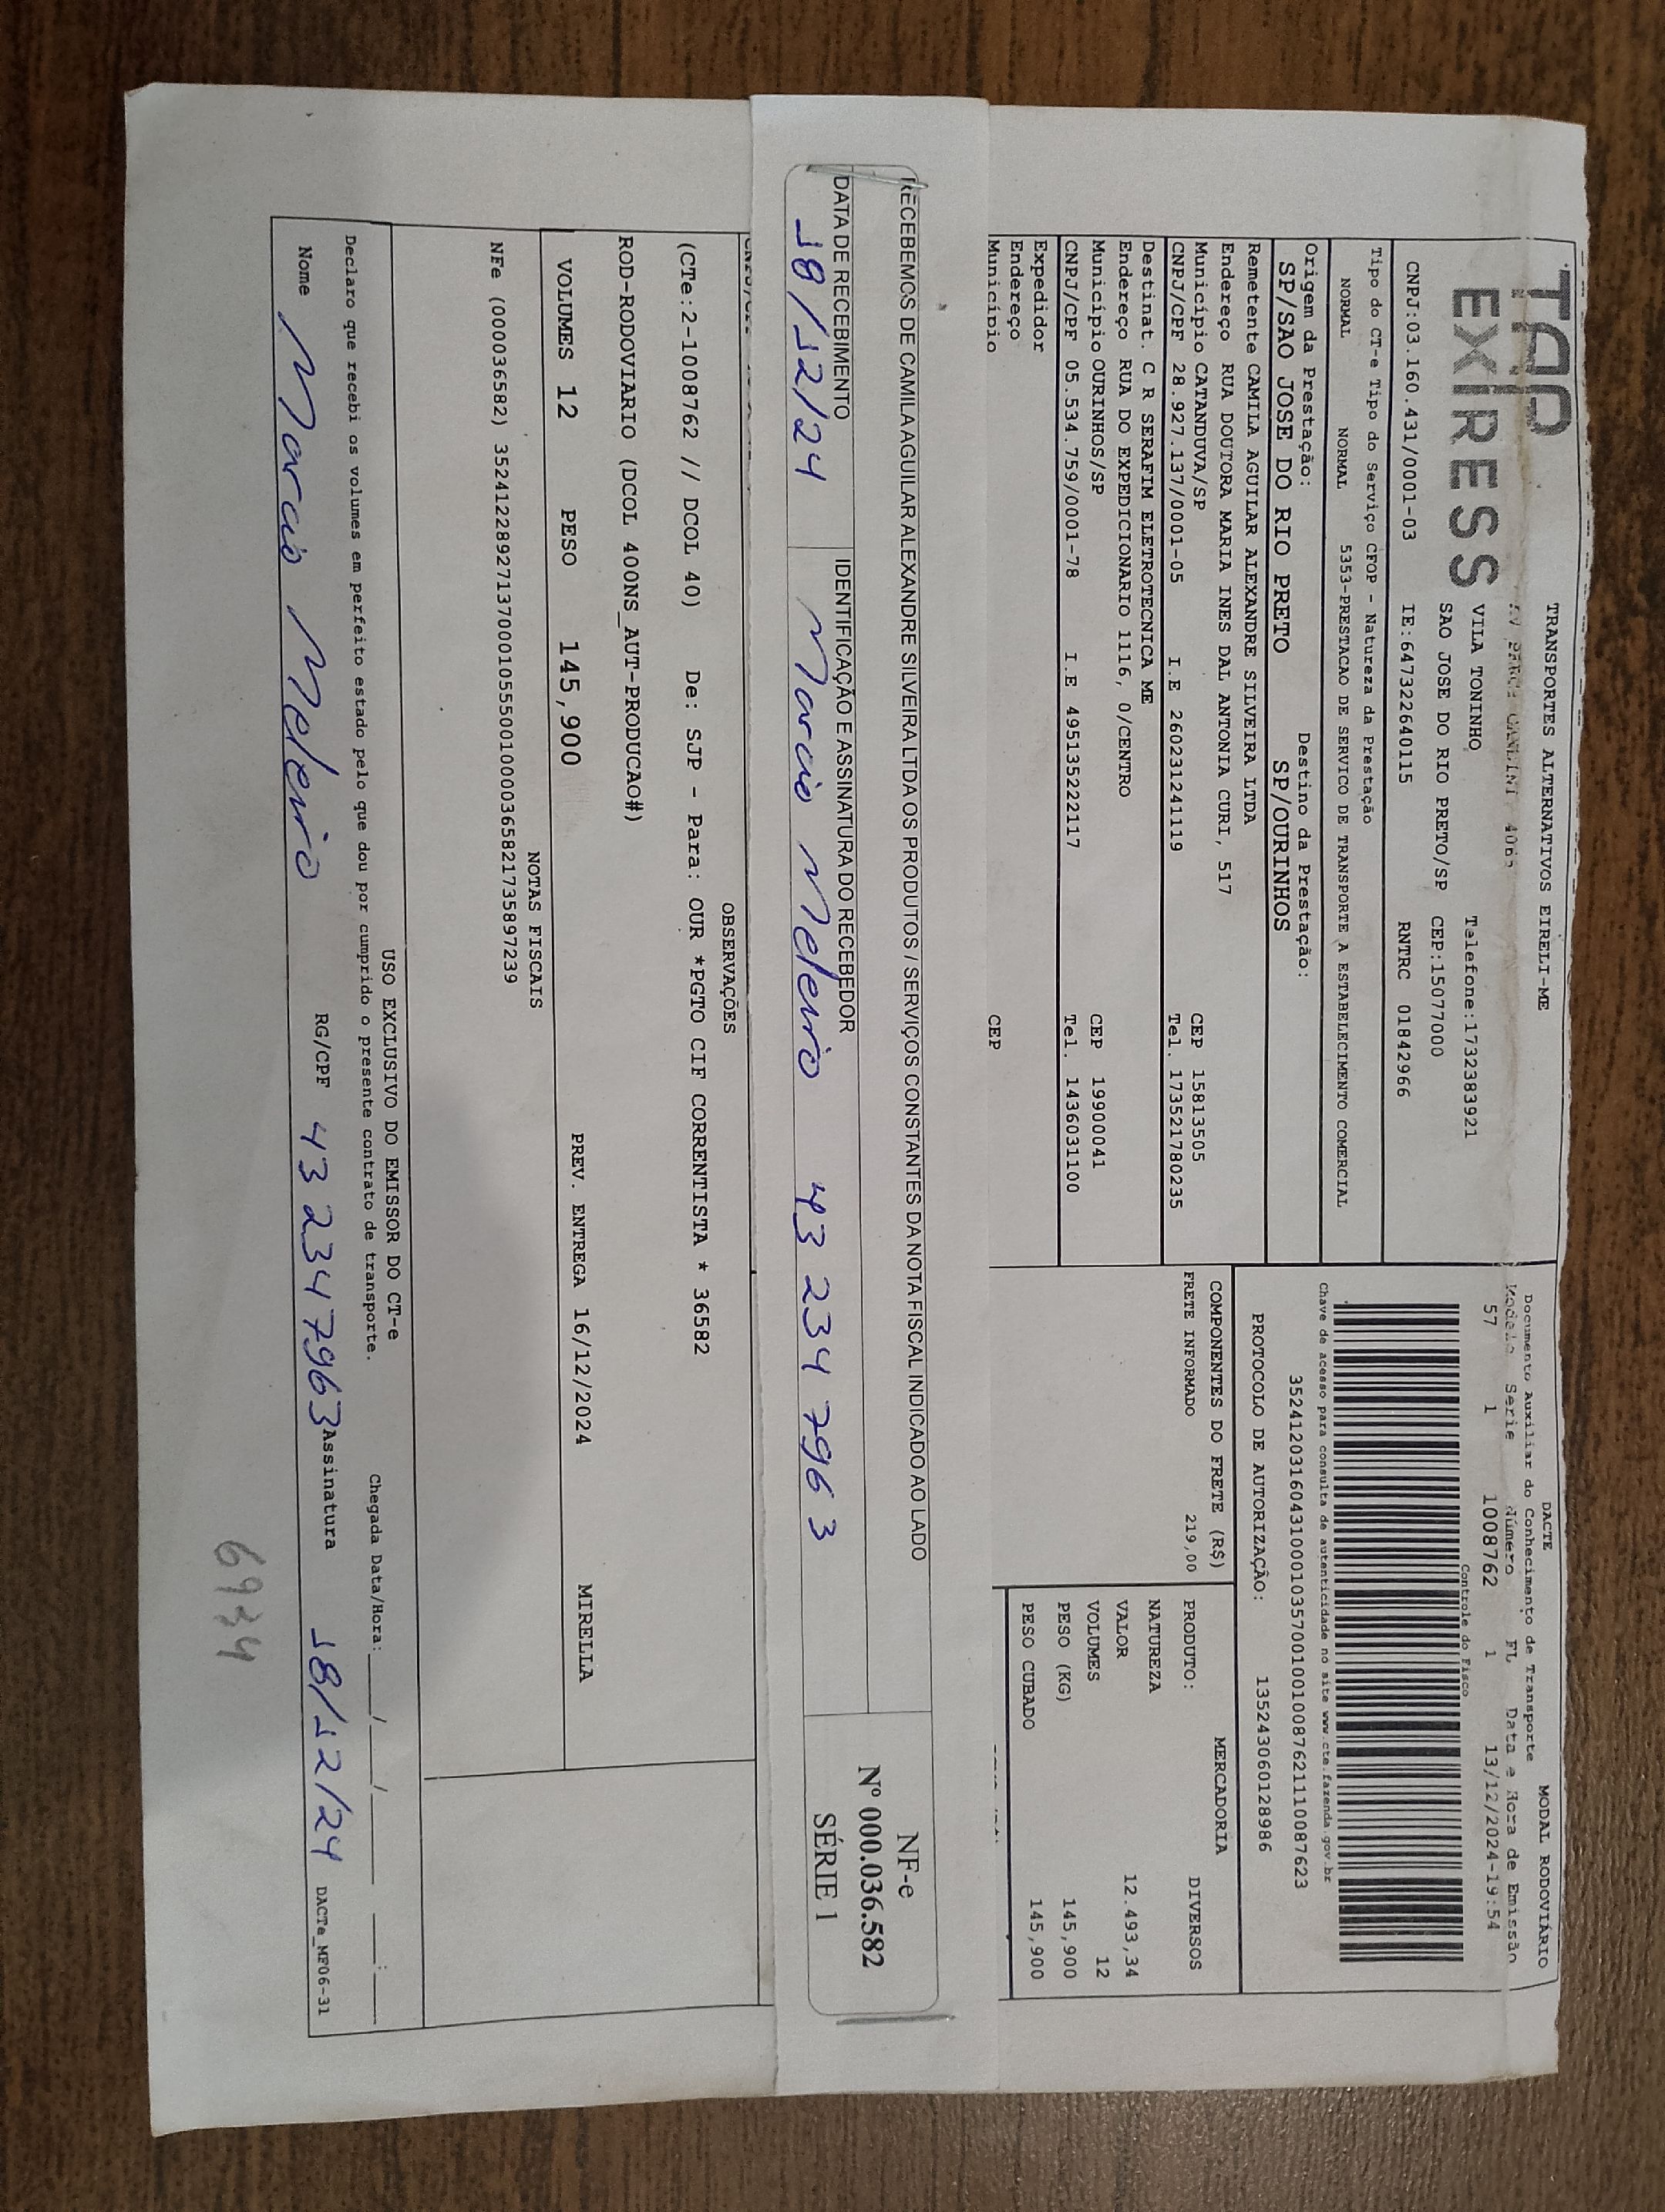 TAP
EXPRESS
TRANSPORTES ALTERNATIVOS EIRELI-ME
4065
VILA TONINHO Telefone:1732383921
SAO JOSE DO RIO PRETO/SP CEP:15077000
CNPJ:03.160.431/0001-03 IE:647322640115 RNTRC 01842966
Tipo do CT-e Tipo do Serviço CFOP - Natureza da Prestação
NORMAL NORMAL 5353-PRESTACAO DE SERVICO DE TRANSPORTE A ESTABELECIMENTO COMERCIAL
Origem da Prestação: Destino da Prestação:
SP/SAO JOSE DO RIO PRETO SP/OURINHOS
Remetente CAMILA AGUILAR ALEXANDRE SILVEIRA LTDA
Endereço RUA DOUTORA MARIA INES DAL ANTONIA CURI, 517
Município CATANDUVA/SP CEP 15813505
CNPJ/CPF 28.927.137/0001-05 I.E 260231241119 Tel. 17352178​0235
Destinat. C R SERAFIM ELETROTECNICA ME
Endereço RUA DO EXPEDICIONARIO 1116, 0/CENTRO
Município OURINHOS/SP CEP 19900041
CNPJ/CPF 05.534.759/0001-78 I.E 495135222117 Tel. 1436031100
Expedidor
Endereço
Município CEP
DACTE MODAL RODOVIÁRIO
Documento Auxiliar do Conhecimento de Transporte
Modelo Serie Número FL Data e Hora de Emissão
57 1 1008762 1 13/12/2024-19:54
Controle do Fisco
Chave de acesso para consulta de autenticidade no site www.cte.fazenda.gov.br
35241203160431000103570010010087621110087623
PROTOCOLO DE AUTORIZAÇÃO: 135243060128986
COMPONENTES DO FRETE (R$)
FRETE INFORMADO 219,00
MERCADORIA
PRODUTO: DIVERSOS
NATUREZA
VALOR 12.493,34
VOLUMES 12
PESO (KG) 145,900
PESO CUBADO 145,900
RECEBEMOS DE CAMILA AGUILAR ALEXANDRE SILVEIRA LTDA OS PRODUTOS / SERVIÇOS CONSTANTES DA NOTA FISCAL INDICADO AO LADO
DATA DE RECEBIMENTO IDENTIFICAÇÃO E ASSINATURA DO RECEBEDOR
18/12/24 Marcio Meleiro 43 234 796 3
NF-e
Nº 000.036.582
SÉRIE 1
OBSERVAÇÕES
(CTe:2-1008762 // DCOL 40) De: SJP - Para: OUR *PGTO CIF CORRENTISTA * 36582
ROD-RODOVIARIO (DCOL 400NS_AUT-PRODUCAO#)
VOLUMES 12 PESO 145,900 PREV. ENTREGA 16/12/2024 MIRELLA
NOTAS FISCAIS
NFe (000036582) 35241228927137000105550010000365821735897239
USO EXCLUSIVO DO EMISSOR DO CT-e
Declaro que recebi os volumes em perfeito estado pelo que dou por cumprido o presente contrato de transporte. Chegada Data/Hora:___/___/___ ___:___
Nome Marcio Meleiro RG/CPF 43 234 796 3 Assinatura 18/12/24 DACTe_MF06-31
6934